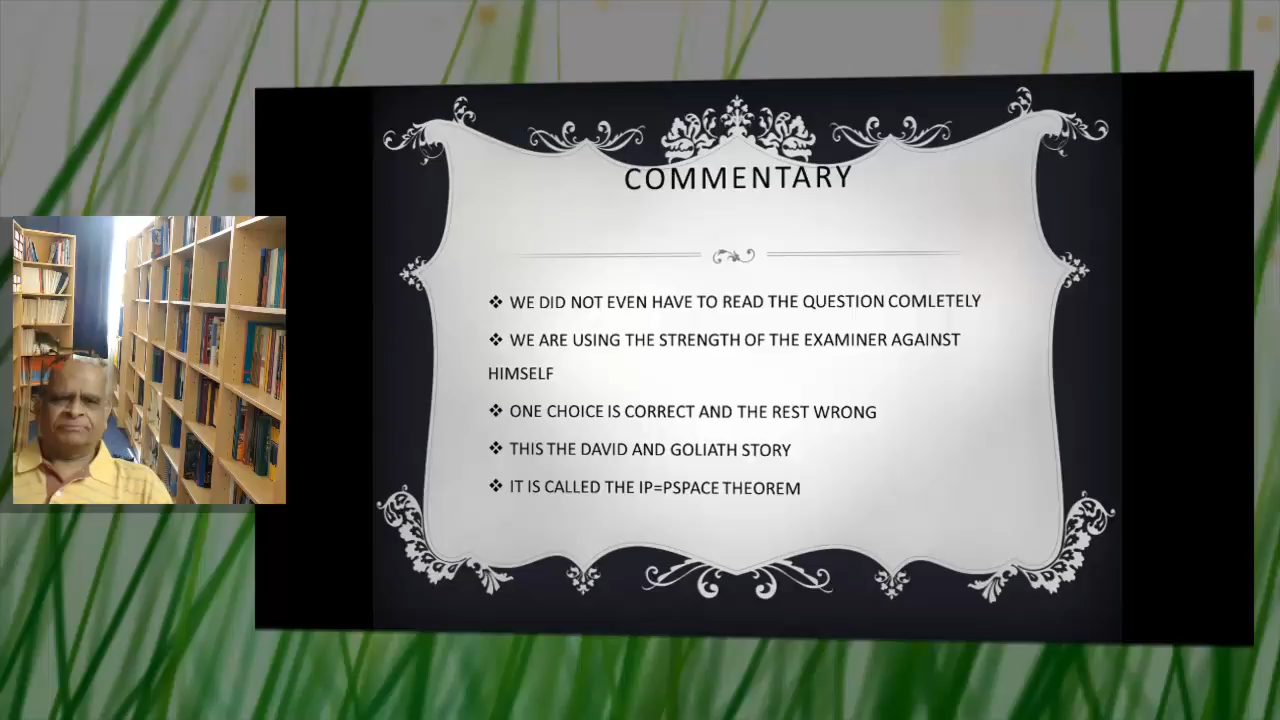 COMMENTARY
❖ WE DID NOT EVEN HAVE TO READ THE QUESTION COMLETELY
❖ WE ARE USING THE STRENGTH OF THE EXAMINER AGAINST
HIMSELF
❖ ONE CHOICE IS CORRECT AND THE REST WRONG
❖ THIS THE DAVID AND GOLIATH STORY
❖ IT IS CALLED THE IP=PSPACE THEOREM